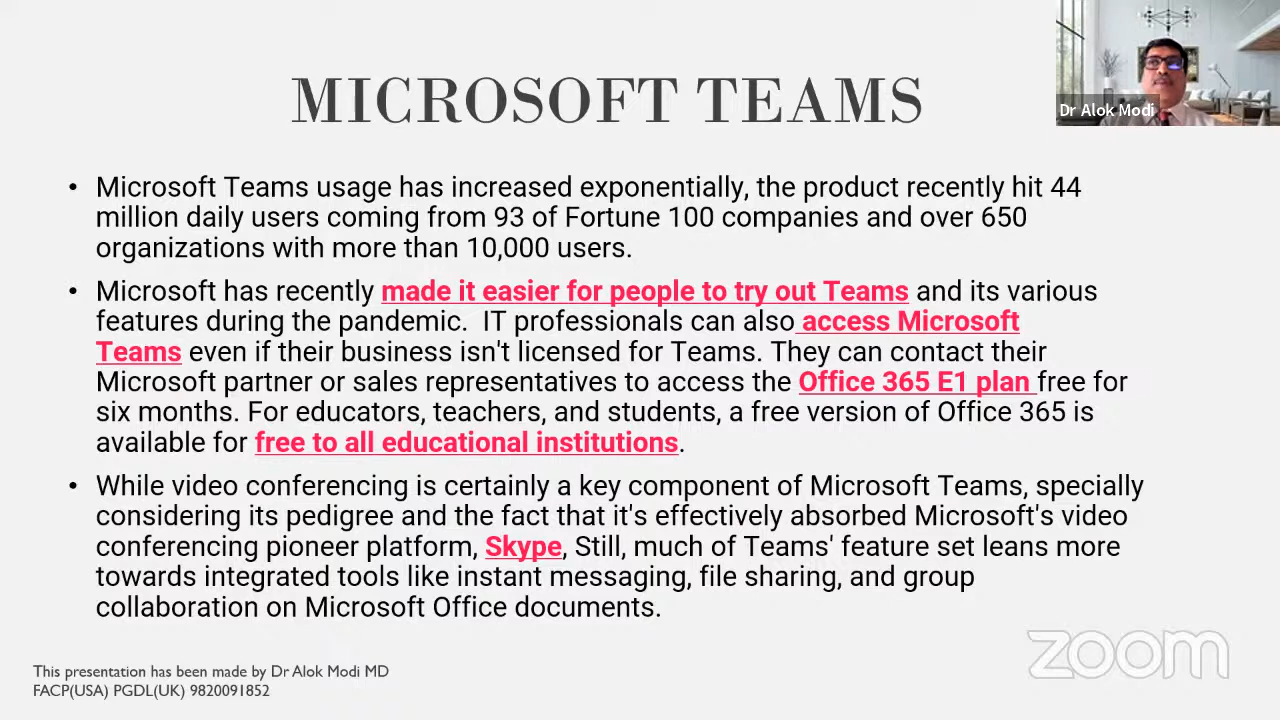 MICROSOFT TEAMS
Dr Alok Modi
• Microsoft Teams usage has increased exponentially, the product recently hit 44
million daily users coming from 93 of Fortune 100 companies and over 650
organizations with more than 10,000 users.
• Microsoft has recently made it easier for people to try out Teams and its various
features during the pandemic.  IT professionals can also access Microsoft
Teams even if their business isn't licensed for Teams. They can contact their
Microsoft partner or sales representatives to access the Office 365 E1 plan free for
six months. For educators, teachers, and students, a free version of Office 365 is
available for free to all educational institutions.
• While video conferencing is certainly a key component of Microsoft Teams, specially
considering its pedigree and the fact that it's effectively absorbed Microsoft's video
conferencing pioneer platform, Skype, Still, much of Teams' feature set leans more
towards integrated tools like instant messaging, file sharing, and group
collaboration on Microsoft Office documents.
zoom
This presentation has been made by Dr Alok Modi MD
FACP(USA) PGDL(UK) 9820091852